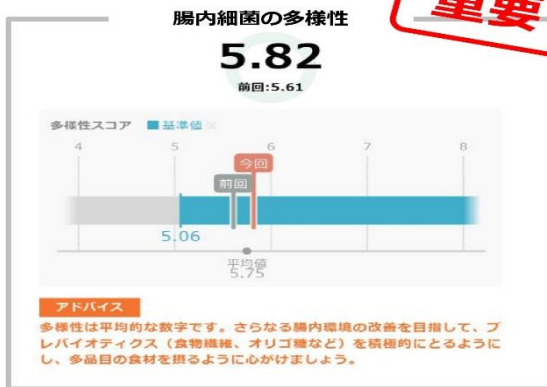 腸内細菌の多様性
重要
5.82
前回:5.61
多様性スコア ■基準値※
4 5 6 7 8
今回
前回
5.06
平均値
5.75
アドバイス
多様性は平均的な数字です。さらなる腸内環境の改善を目指して、プ
レバイオティクス（食物繊維、オリゴ糖など）を積極的にとるように
し、多品目の食材を摂るように心がけましょう。